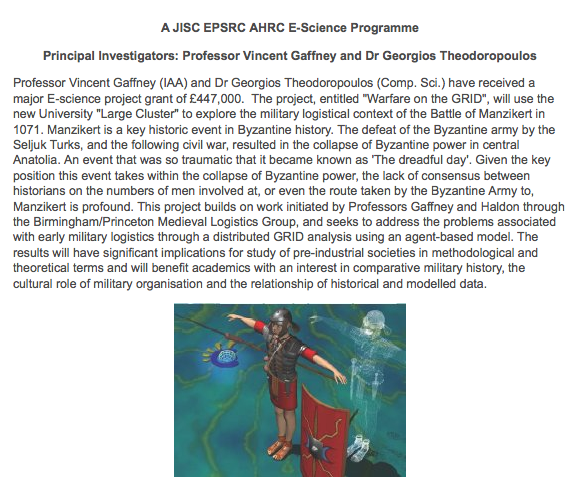 A JISC EPSRC AHRC E-Science Programme
Principal Investigators: Professor Vincent Gaffney and Dr Georgios Theodoropoulos
Professor Vincent Gaffney (IAA) and Dr Georgios Theodoropoulos (Comp. Sci.) have received a
major E-science project grant of £447,000.  The project, entitled "Warfare on the GRID", will use the
new University "Large Cluster" to explore the military logistical context of the Battle of Manzikert in
1071. Manzikert is a key historic event in Byzantine history. The defeat of the Byzantine army by the
Seljuk Turks, and the following civil war, resulted in the collapse of Byzantine power in central
Anatolia. An event that was so traumatic that it became known as 'The dreadful day'. Given the key
position this event takes within the collapse of Byzantine power, the lack of consensus between
historians on the numbers of men involved at, or even the route taken by the Byzantine Army to,
Manzikert is profound. This project builds on work initiated by Professors Gaffney and Haldon through
the Birmingham/Princeton Medieval Logistics Group, and seeks to address the problems associated
with early military logistics through a distributed GRID analysis using an agent-based model. The
results will have significant implications for study of pre-industrial societies in methodological and
theoretical terms and will benefit academics with an interest in comparative military history, the
cultural role of military organisation and the relationship of historical and modelled data.